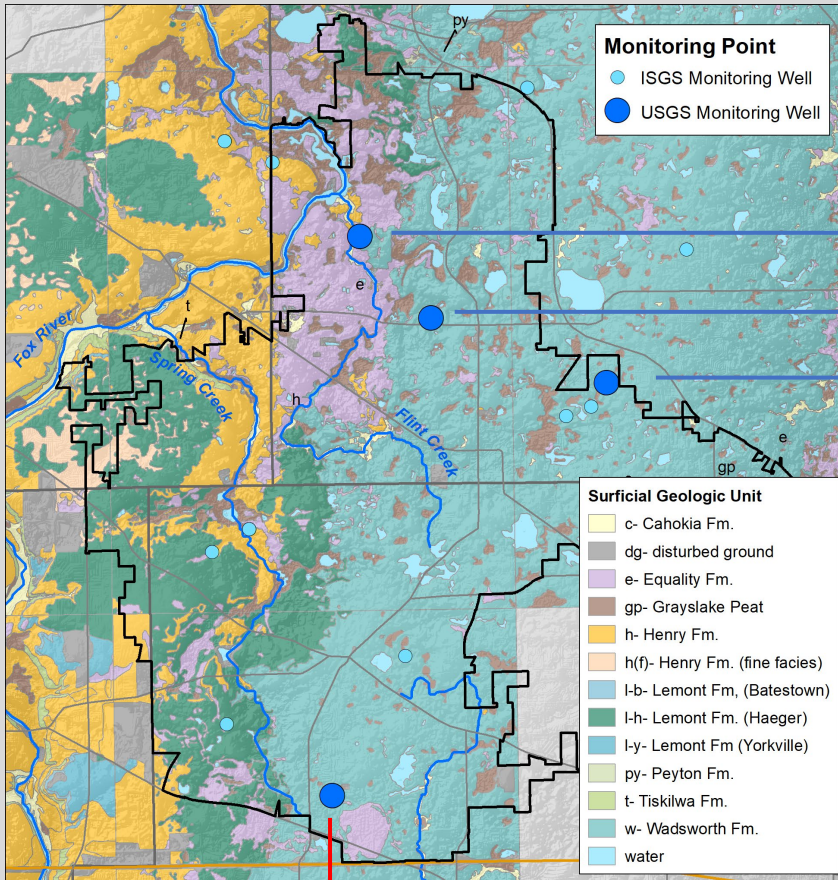 py
Monitoring Point
ISGS Monitoring Well
USGS Monitoring Well
e
t
Fox River
Spring Creek
h
Flint Creek
e
gp
Surficial Geologic Unit
c- Cahokia Fm.
dg- disturbed ground
e- Equality Fm.
gp- Grayslake Peat
h- Henry Fm.
h(f)- Henry Fm. (fine facies)
l-b- Lemont Fm, (Batestown)
l-h- Lemont Fm. (Haeger)
l-y- Lemont Fm (Yorkville)
py- Peyton Fm.
t- Tiskilwa Fm.
w- Wadsworth Fm.
water